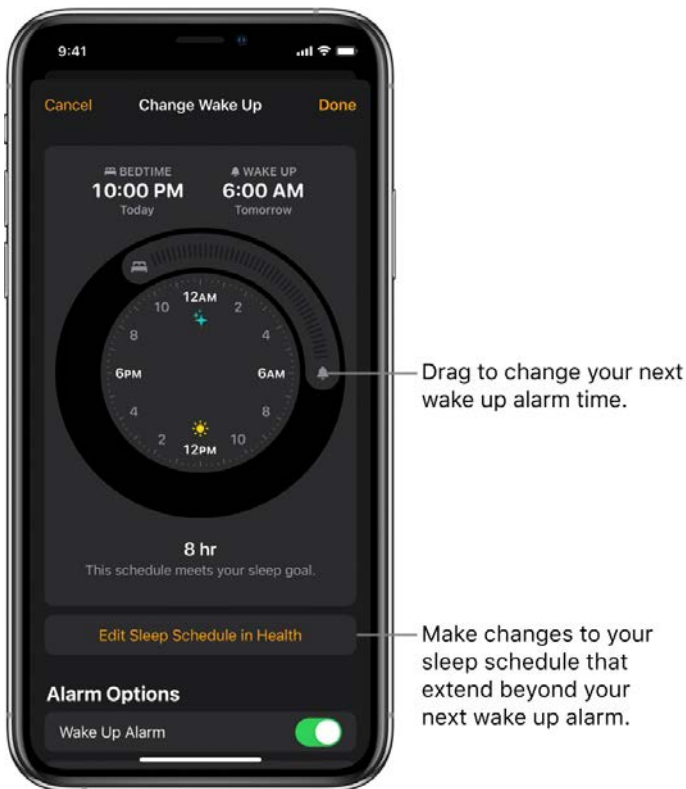 9:41
Cancel
Change Wake Up
Done
BEDTIME
WAKE UP
10:00 PM
6:00 AM
Today
Tomorrow
12AM
10
2
8
4
6PM
6AM
4
8
2
10
12PM
8 hr
This schedule meets your sleep goal.
Edit Sleep Schedule in Health
Alarm Options
Wake Up Alarm
Drag to change your next
wake up alarm time.
Make changes to your
sleep schedule that
extend beyond your
next wake up alarm.